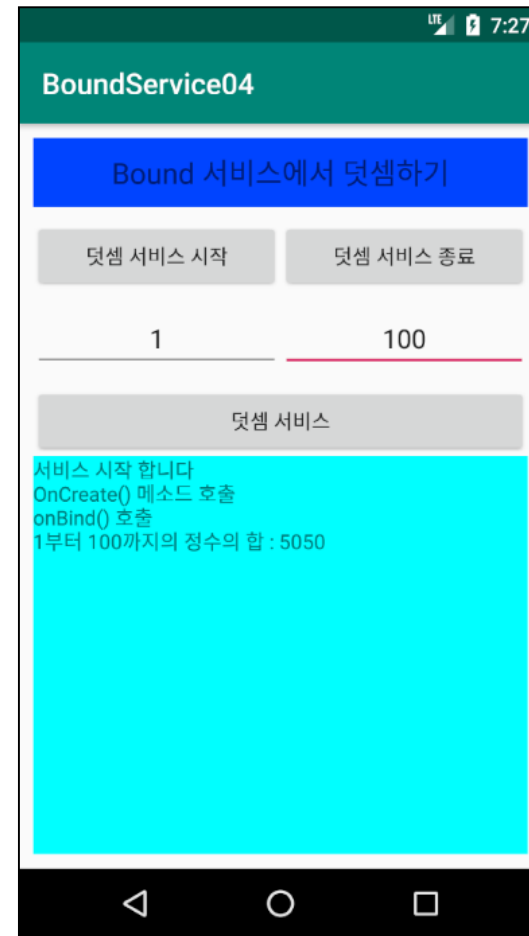 LTE 7:27
BoundService04
Bound 서비스에서 덧셈하기
덧셈 서비스 시작 덧셈 서비스 종료
1 100
덧셈 서비스
서비스 시작 합니다
OnCreate() 메소드 호출
onBind() 호출
1부터 100까지의 정수의 합 : 5050